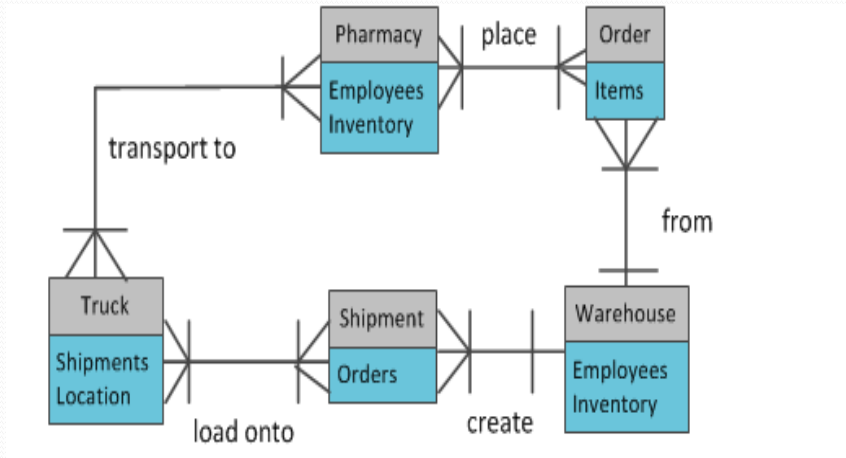 Pharmacy
Employees
Inventory
place
Order
Items
transport to
from
Truck
Shipments
Location
load onto
Shipment
Orders
create
Warehouse
Employees
Inventory